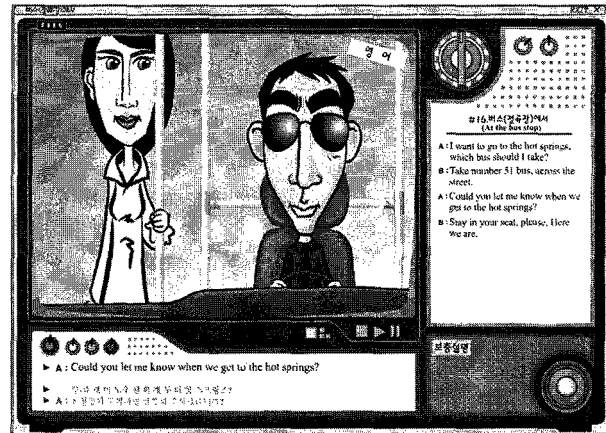 영 어
#16.버스(정류장)에서
(At the bus stop)
A : I want to go to the hot springs,
which bus should I take?
B : Take number 51 bus, across the
street.
A : Could you let me know when we
get to the hot springs?
B : Stay in your seat, please. Here
we are.
▶ A : Could you let me know when we get to the hot springs?
▶ A :
보충설명